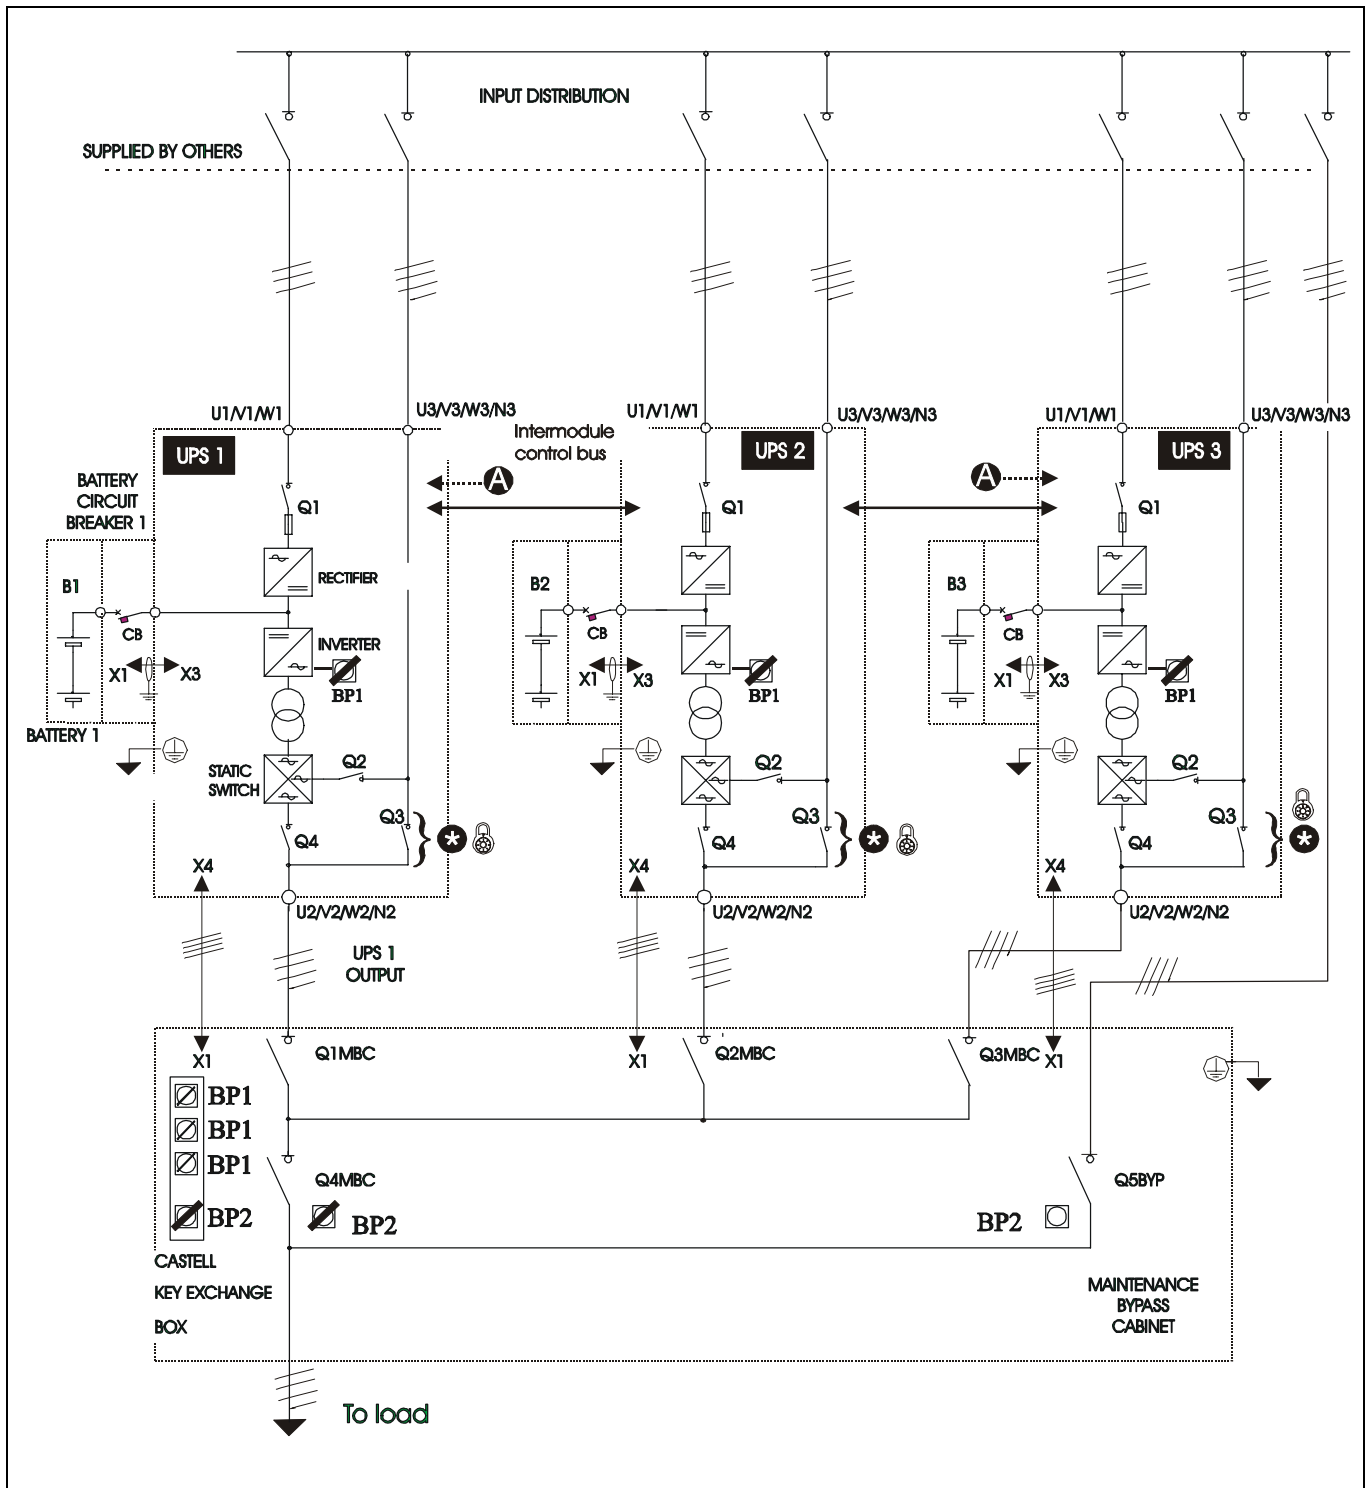 INPUT DISTRIBUTION
SUPPLIED BY OTHERS
U1/V1/W1
U3/V3/W3/N3
U1/V1/W1
U3/V3/W3/N3
U1/V1/W1
U3/V3/W3/N3
UPS 1
Intermodule
control bus
UPS 2
UPS 3
A
A
BATTERY
CIRCUIT
BREAKER 1
Q1
Q1
Q1
B1
RECTIFIER
B2
B3
CB
CB
CB
INVERTER
X1
X3
X1
X3
X1
X3
BP1
BP1
BP1
BATTERY 1
STATIC
SWITCH
Q2
Q2
Q2
Q3
Q3
Q3
Q4
Q4
Q4
*
*
*
X4
X4
X4
U2/V2/W2/N2
U2/V2/W2/N2
U2/V2/W2/N2
UPS 1
OUTPUT
X1
Q1MBC
X1
Q2MBC
Q3MBC
X1
BP1
BP1
BP1
BP2
Q4MBC
BP2
Q5BYP
BP2
CASTELL
KEY EXCHANGE
BOX
MAINTENANCE
BYPASS
CABINET
To load